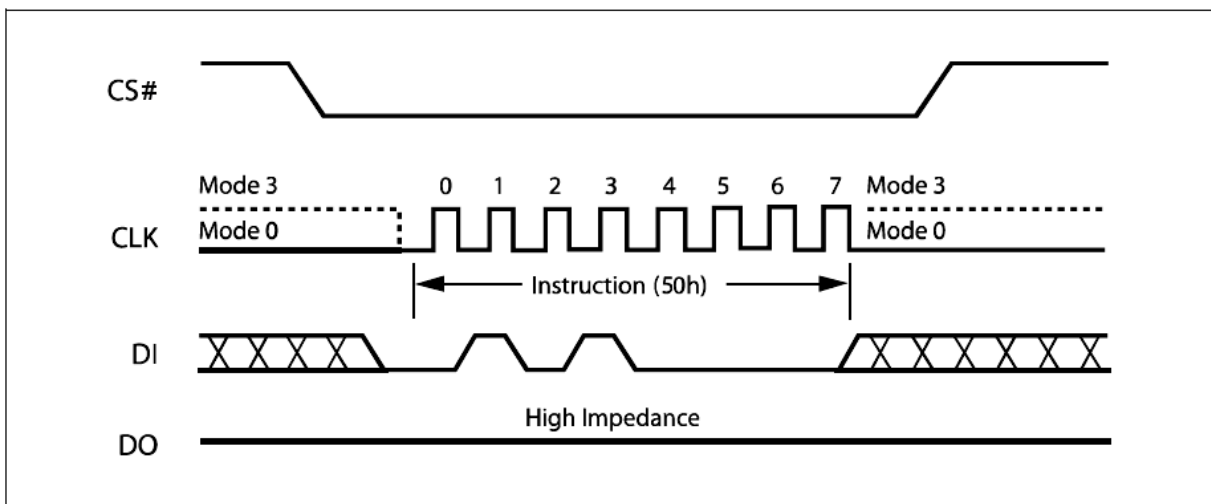 CS#
Mode 3 0 1 2 3 4 5 6 7 Mode 3
CLK Mode 0 Mode 0
Instruction (50h)
DI
High Impedance
DO